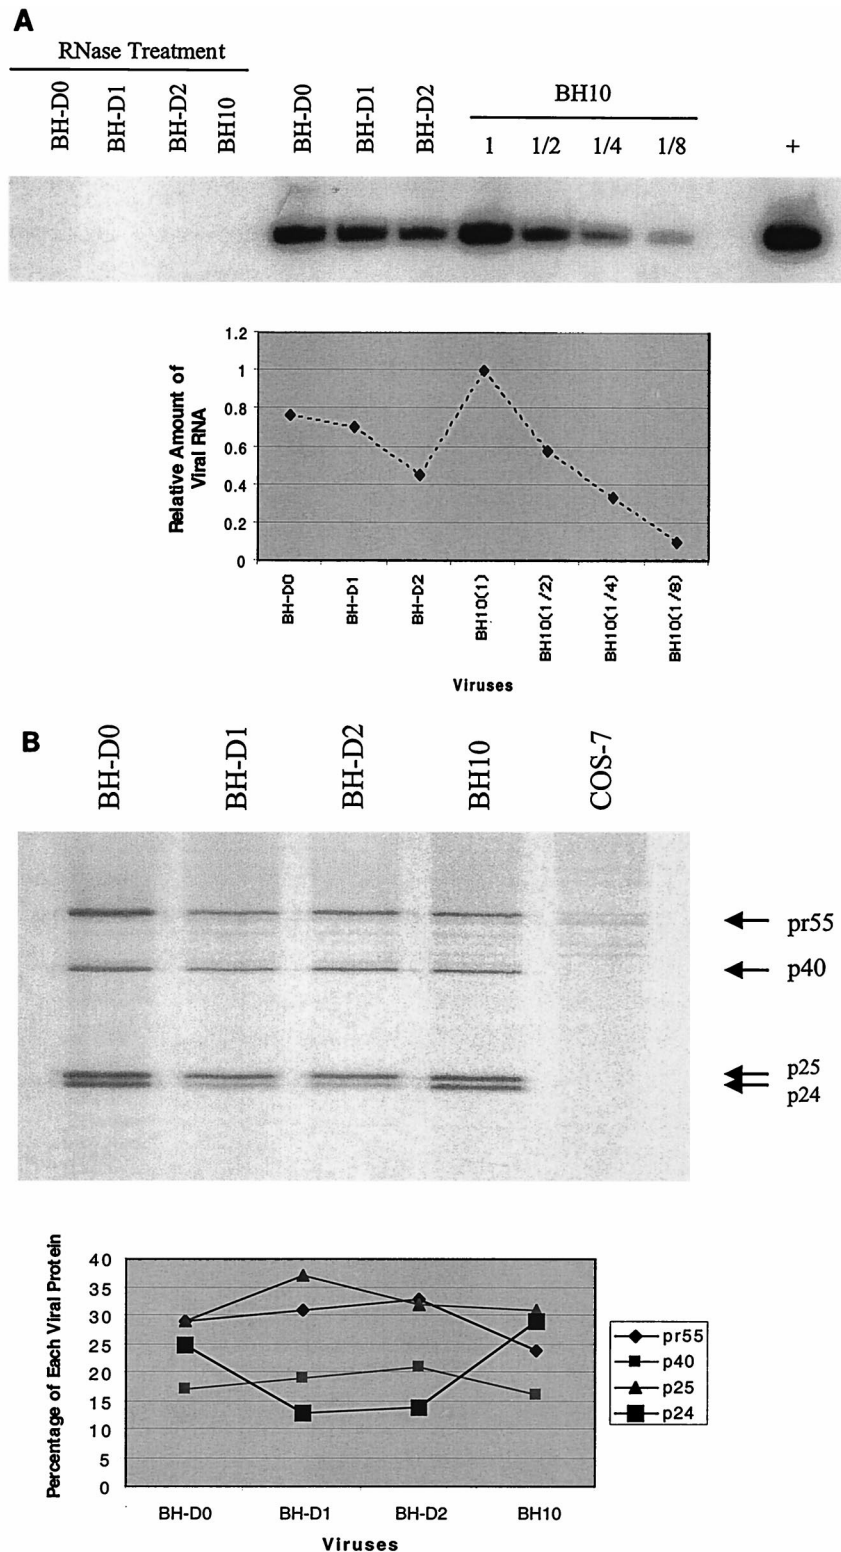 A
RNase Treatment
BH-D0
BH-D1
BH-D2
BH10
BH-D0
BH-D1
BH-D2
BH10
1 1/2 1/4 1/8 +
Relative Amount of
Viral RNA
1.2
1
0.8
0.6
0.4
0.2
0
BH-D0
BH-D1
BH-D2
BH10(1)
BH10(1/2)
BH10(1/4)
BH10(1/8)
Viruses
B
BH-D0
BH-D1
BH-D2
BH10
COS-7
pr55
p40
p25
p24
Percentage of Each Viral Protein
40
35
30
25
20
15
10
5
0
BH-D0 BH-D1 BH-D2 BH10
Viruses
pr55
p40
p25
p24